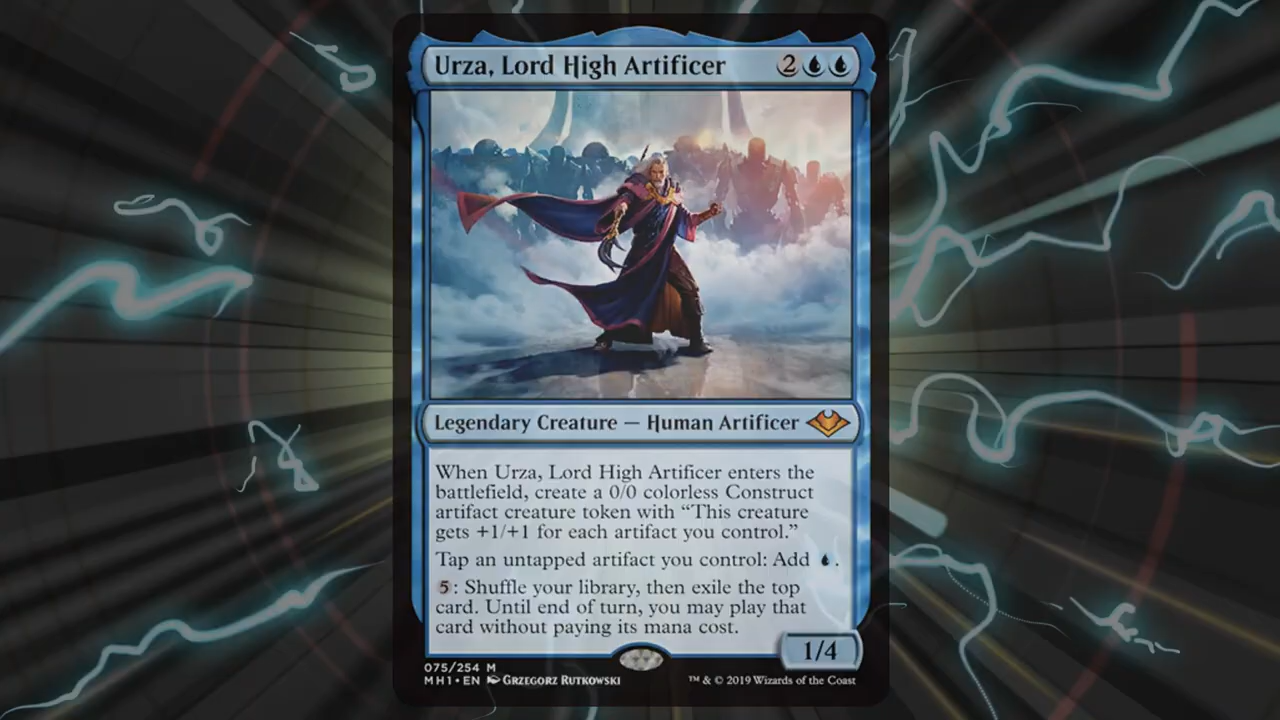 Urza, Lord High Artificer 2
Legendary Creature — Human Artificer
When Urza, Lord High Artificer enters the
battlefield, create a 0/0 colorless Construct
artifact creature token with “This creature
gets +1/+1 for each artifact you control.”
Tap an untapped artifact you control: Add .
5: Shuffle your library, then exile the top
card. Until end of turn, you may play that
card without paying its mana cost.
1/4
075/254 M
MH1 • EN Grzegorz Rutkowski
™ & © 2019 Wizards of the Coast